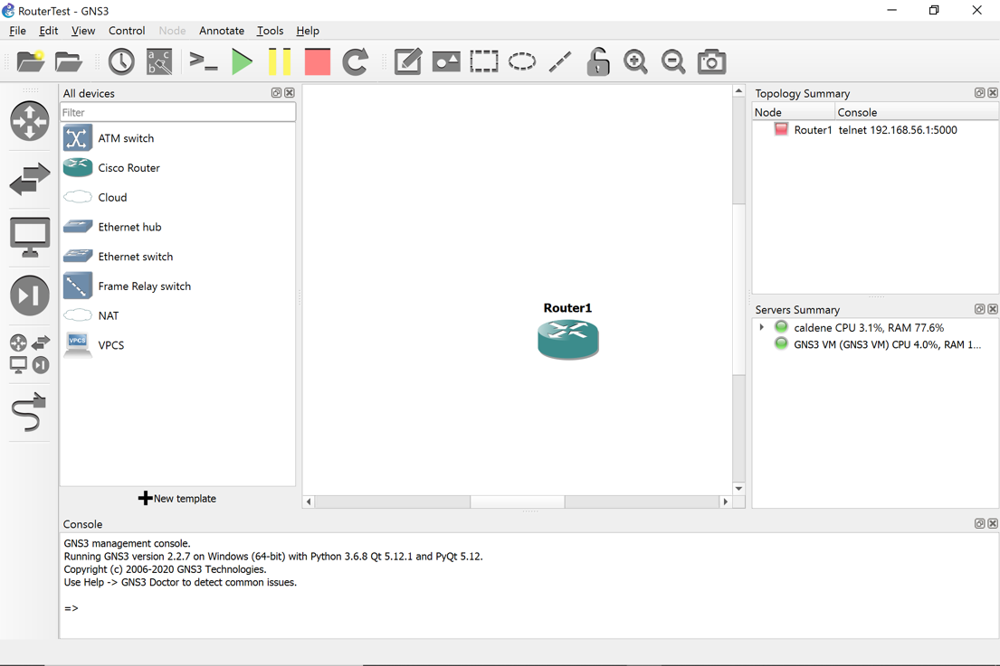 RouterTest - GNS3
File Edit View Control Node Annotate Tools Help
a c
b
All devices
Filter
ATM switch
Cisco Router
Cloud
Ethernet hub
Ethernet switch
Frame Relay switch
NAT
VPCS
VPCS
New template
Router1
Topology Summary
Node Console
Router1 telnet 192.168.56.1:5000
Servers Summary
caldene CPU 3.1%, RAM 77.6%
GNS3 VM (GNS3 VM) CPU 4.0%, RAM 1...
Console
GNS3 management console.
Running GNS3 version 2.2.7 on Windows (64-bit) with Python 3.6.8 Qt 5.12.1 and PyQt 5.12.
Copyright (c) 2006-2020 GNS3 Technologies.
Use Help -> GNS3 Doctor to detect common issues.
=>